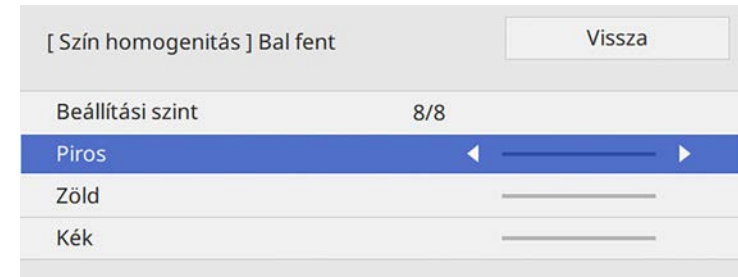 [ Szín homogenitás ] Bal fent
Vissza
Beállítási szint 8/8
Piros
Zöld
Kék